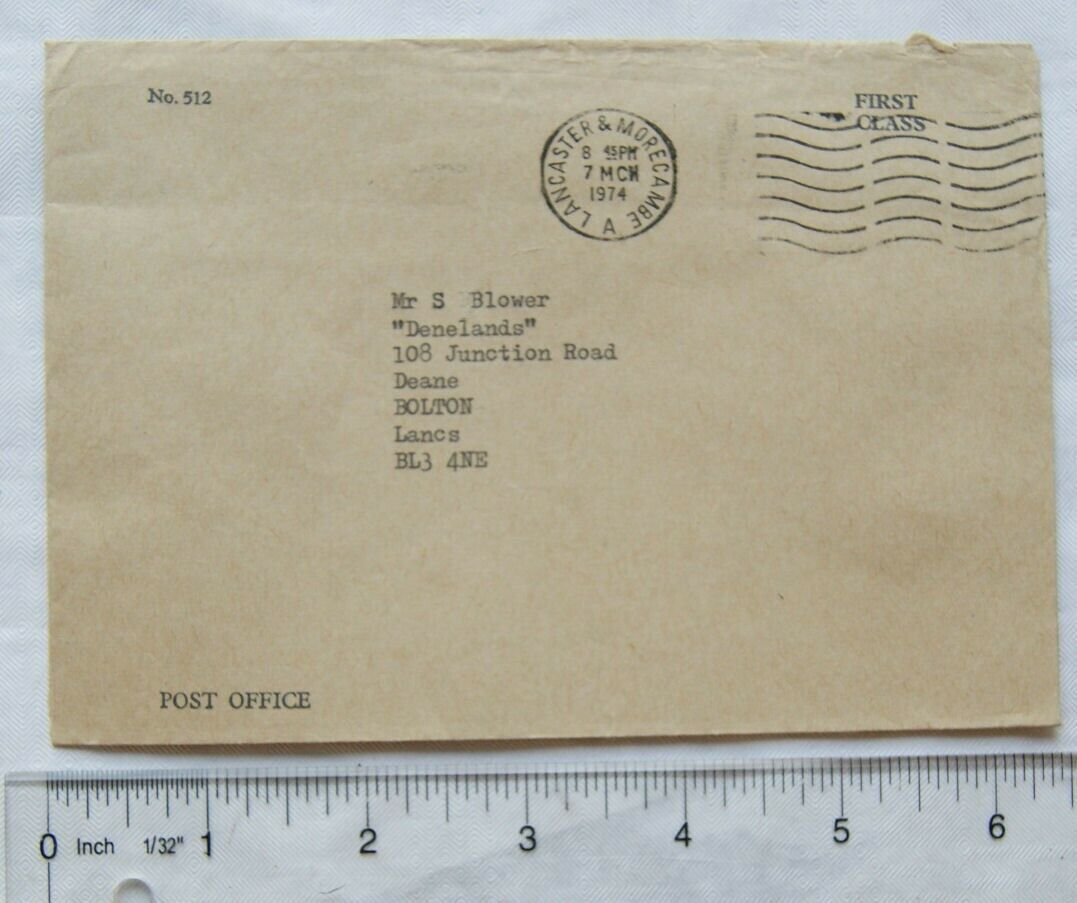 No. 512
FIRST
CLASS
LANCASTER & MORECAMBE
8 45PM
7 MCH
1974
A
Mr S Blower
"Denelands"
108 Junction Road
Deane
BOLTON
Lancs
BL3 4NE
POST OFFICE
0 Inch 1/32" 1 2 3 4 5 6